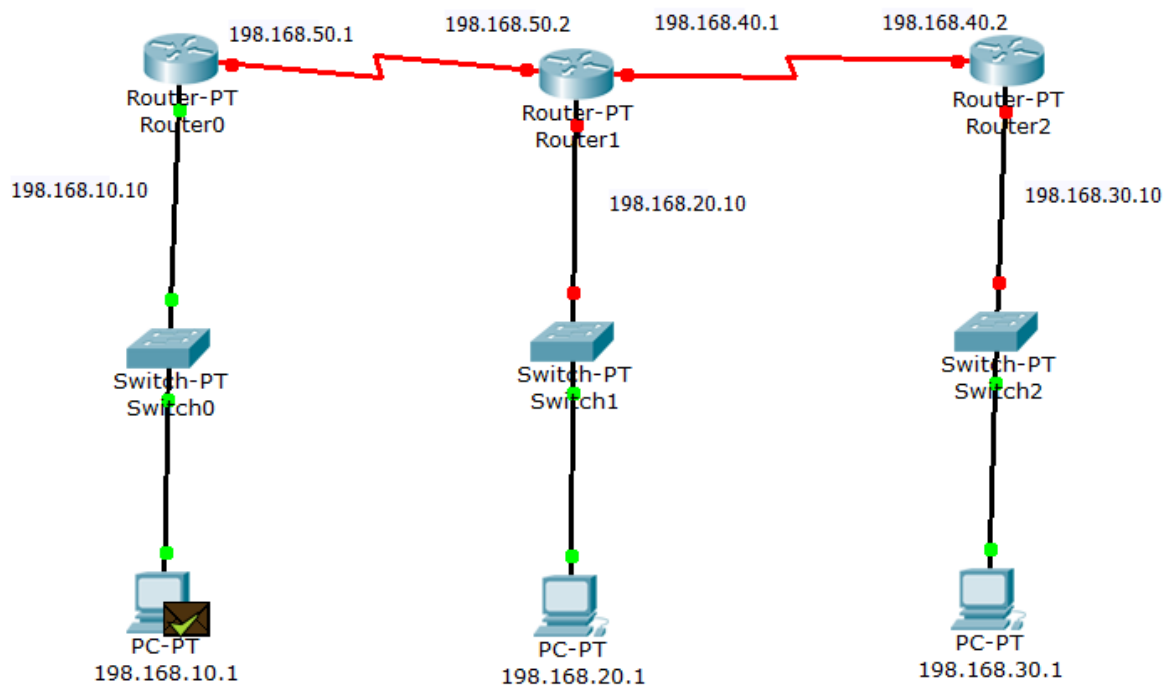 198.168.50.1
198.168.50.2
198.168.40.1
198.168.40.2
Router-PT
Router0
Router-PT
Router1
Router-PT
Router2
198.168.10.10
198.168.20.10
198.168.30.10
Switch-PT
Switch0
Switch-PT
Switch1
Switch-PT
Switch2
PC-PT
198.168.10.1
PC-PT
198.168.20.1
PC-PT
198.168.30.1